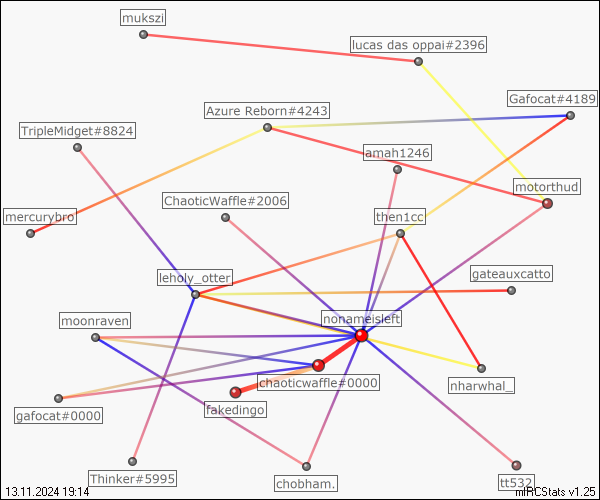 mukszi
lucas das oppai#2396
Gafocat#4189
Azure Reborn#4243
TripleMidget#8824
amah1246
motorthud
ChaoticWaffle#2006
mercurybro
then1cc
leholy_otter
gateauxcatto
moonraven
nonameisleft
chaoticwaffle#0000
nharwhal_
gafocat#0000
fakedingo
Thinker#5995
chobham.
tt532
13.11.2024 19:14
mIRCStats v1.25